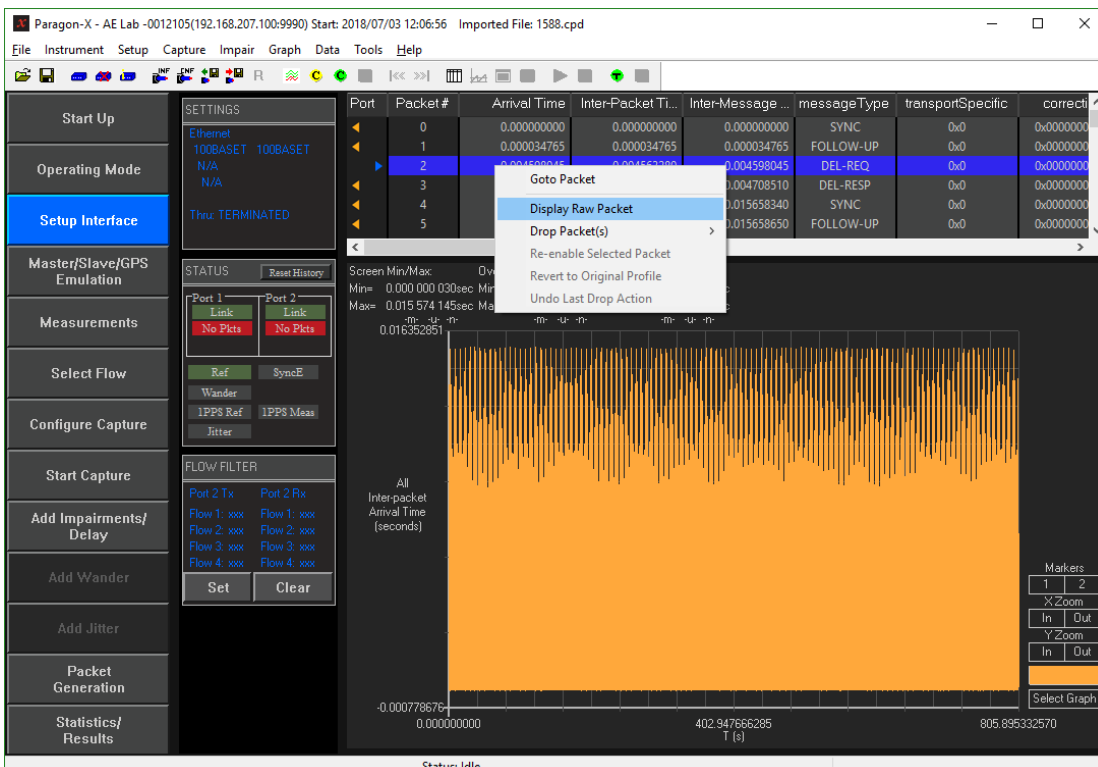 Paragon-X - AE Lab -0012105(192.168.207.100:9990) Start: 2018/07/03 12:06:56 Imported File: 1588.cpd
File Instrument Setup Capture Impair Graph Data Tools Help
INF CNF R C C T
Start Up
Operating Mode
Setup Interface
Master/Slave/GPS
Emulation
Measurements
Select Flow
Configure Capture
Start Capture
Add Impairments/
Delay
Add Wander
Add Jitter
Packet
Generation
Statistics/
Results
SETTINGS
Ethernet
100BASET 100BASET
N/A
N/A
Thru: TERMINATED
STATUS Reset History
Port 1 Port 2
Link Link
No Pkts No Pkts
Ref SyncE
Wander
1PPS Ref 1PPS Meas
Jitter
FLOW FILTER
Port 2 Tx Port 2 Rx
Flow 1: xxx Flow 1: xxx
Flow 2: xxx Flow 2: xxx
Flow 3: xxx Flow 3: xxx
Flow 4: xxx Flow 4: xxx
Set Clear
Port Packet # Arrival Time Inter-Packet Ti... Inter-Message ... messageType transportSpecific correcti
0 0.000000000 0.000000000 0.000000000 SYNC 0x0 0x0000000
1 0.000034765 0.000034765 0.000034765 FOLLOW-UP 0x0 0x0000000
2 0.004598045 0.004563280 0.004598045 DEL-REQ 0x0 0x0000000
3 0.004708510 DEL-RESP 0x0 0x0000000
4 0.015658340 SYNC 0x0 0x0000000
5 0.015658650 FOLLOW-UP 0x0 0x0000000
Goto Packet
Display Raw Packet
Drop Packet(s)
Re-enable Selected Packet
Revert to Original Profile
Undo Last Drop Action
Screen Min/Max:
Min= 0.000 000 030sec
Max= 0.015 574 145sec
-m- -u- -n- -m- -u- -n- -m- -u- -n-
0.016352851
All
Inter-packet
Arrival Time
(seconds)
-0.000778676
0.000000000 402.947666285 805.895332570
T (s)
Markers
1 2
X Zoom
In Out
Y Zoom
In Out
Select Graph
Status: Idle